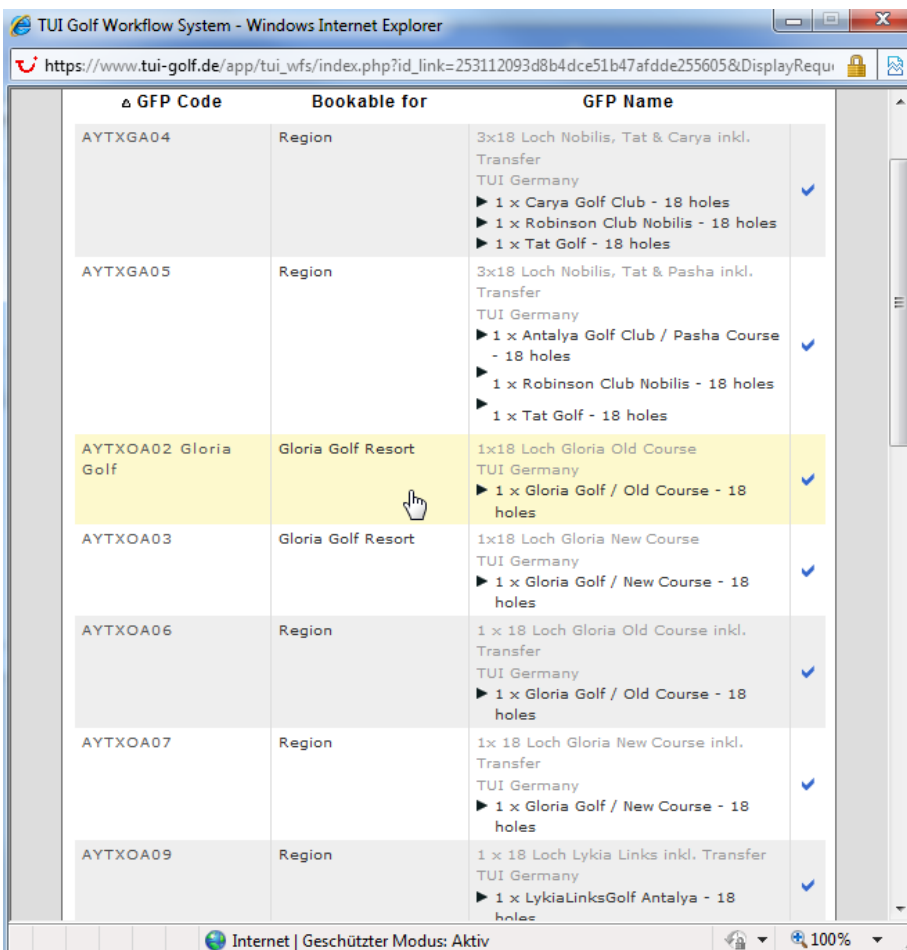 TUI Golf Workflow System - Windows Internet Explorer
https://www.tui-golf.de/app/tui_wfs/index.php?id_link=253112093d8b4dce51b47afdde255605&DisplayRequ
GFP Code Bookable for GFP Name
AYTXGA04 Region 3x18 Loch Nobilis, Tat & Carya inkl.
Transfer
TUI Germany
1 x Carya Golf Club - 18 holes
1 x Robinson Club Nobilis - 18 holes
1 x Tat Golf - 18 holes
AYTXGA05 Region 3x18 Loch Nobilis, Tat & Pasha inkl.
Transfer
TUI Germany
1 x Antalya Golf Club / Pasha Course
- 18 holes
1 x Robinson Club Nobilis - 18 holes
1 x Tat Golf - 18 holes
AYTXOA02 Gloria Gloria Golf Resort 1x18 Loch Gloria Old Course
Golf TUI Germany
1 x Gloria Golf / Old Course - 18
holes
AYTXOA03 Gloria Golf Resort 1x18 Loch Gloria New Course
TUI Germany
1 x Gloria Golf / New Course - 18
holes
AYTXOA06 Region 1 x 18 Loch Gloria Old Course inkl.
Transfer
TUI Germany
1 x Gloria Golf / Old Course - 18
holes
AYTXOA07 Region 1x 18 Loch Gloria New Course inkl.
Transfer
TUI Germany
1 x Gloria Golf / New Course - 18
holes
AYTXOA09 Region 1 x 18 Loch Lykia Links inkl. Transfer
TUI Germany
1 x LykiaLinksGolf Antalya - 18
holes
Internet | Geschützter Modus: Aktiv 100%